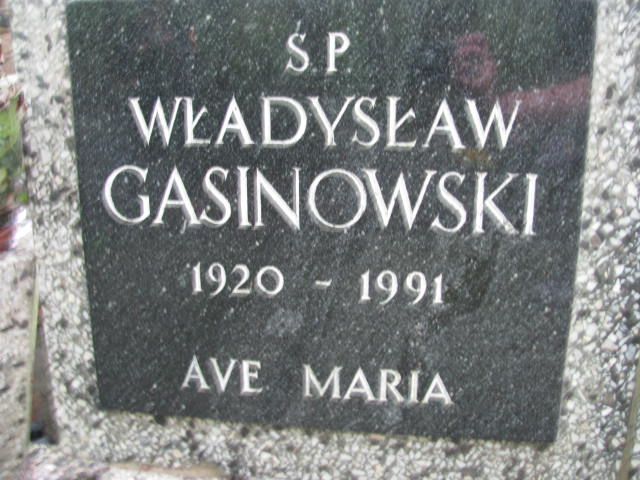 S.P.
WŁADYSŁAW
GĄSINOWSKI
1920 - 1991
AVE MARIA